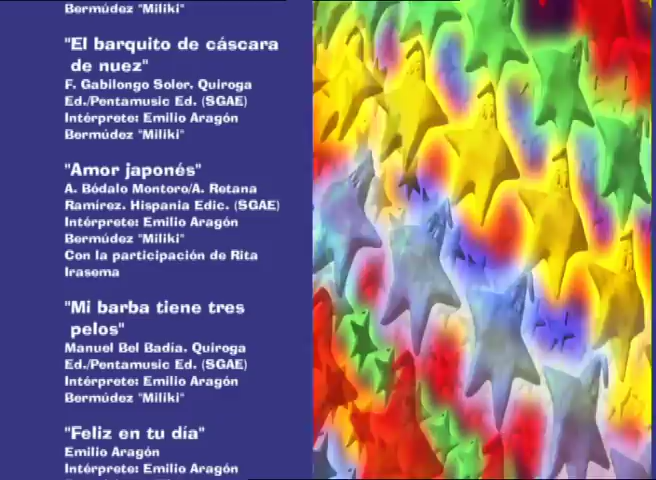 Bermúdez "Miliki"
"El barquito de cáscara
de nuez"
F. Gabilongo Soler. Quiroga
Ed./Pentamusic Ed. (SGAE)
Intérprete: Emilio Aragón
Bermúdez "Miliki"
"Amor japonés"
A. Bódalo Montoro/A. Retana
Ramírez. Hispania Edic. (SGAE)
Intérprete: Emilio Aragón
Bermúdez "Miliki"
Con la participación de Rita
Irasema
"Mi barba tiene tres
pelos"
Manuel Bel Badía. Quiroga
Ed./Pentamusic Ed. (SGAE)
Intérprete: Emilio Aragón
Bermúdez "Miliki"
"Feliz en tu día"
Emilio Aragón
Intérprete: Emilio Aragón